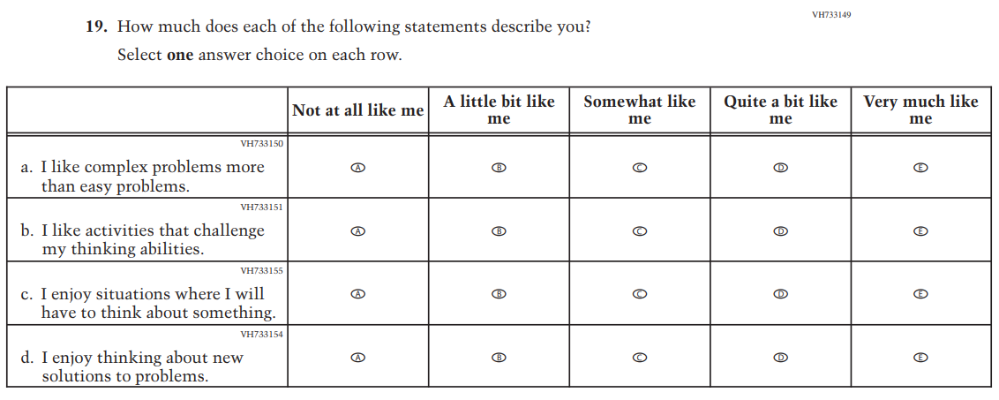 VH733149
19. How much does each of the following statements describe you?
Select one answer choice on each row.
Not at all like me
A little bit like
me
Somewhat like
me
Quite a bit like
me
Very much like
me
VH733150
a. I like complex problems more
than easy problems.
A B C D E
VH733151
b. I like activities that challenge
my thinking abilities.
A B C D E
VH733155
c. I enjoy situations where I will
have to think about something.
A B C D E
VH733154
d. I enjoy thinking about new
solutions to problems.
A B C D E